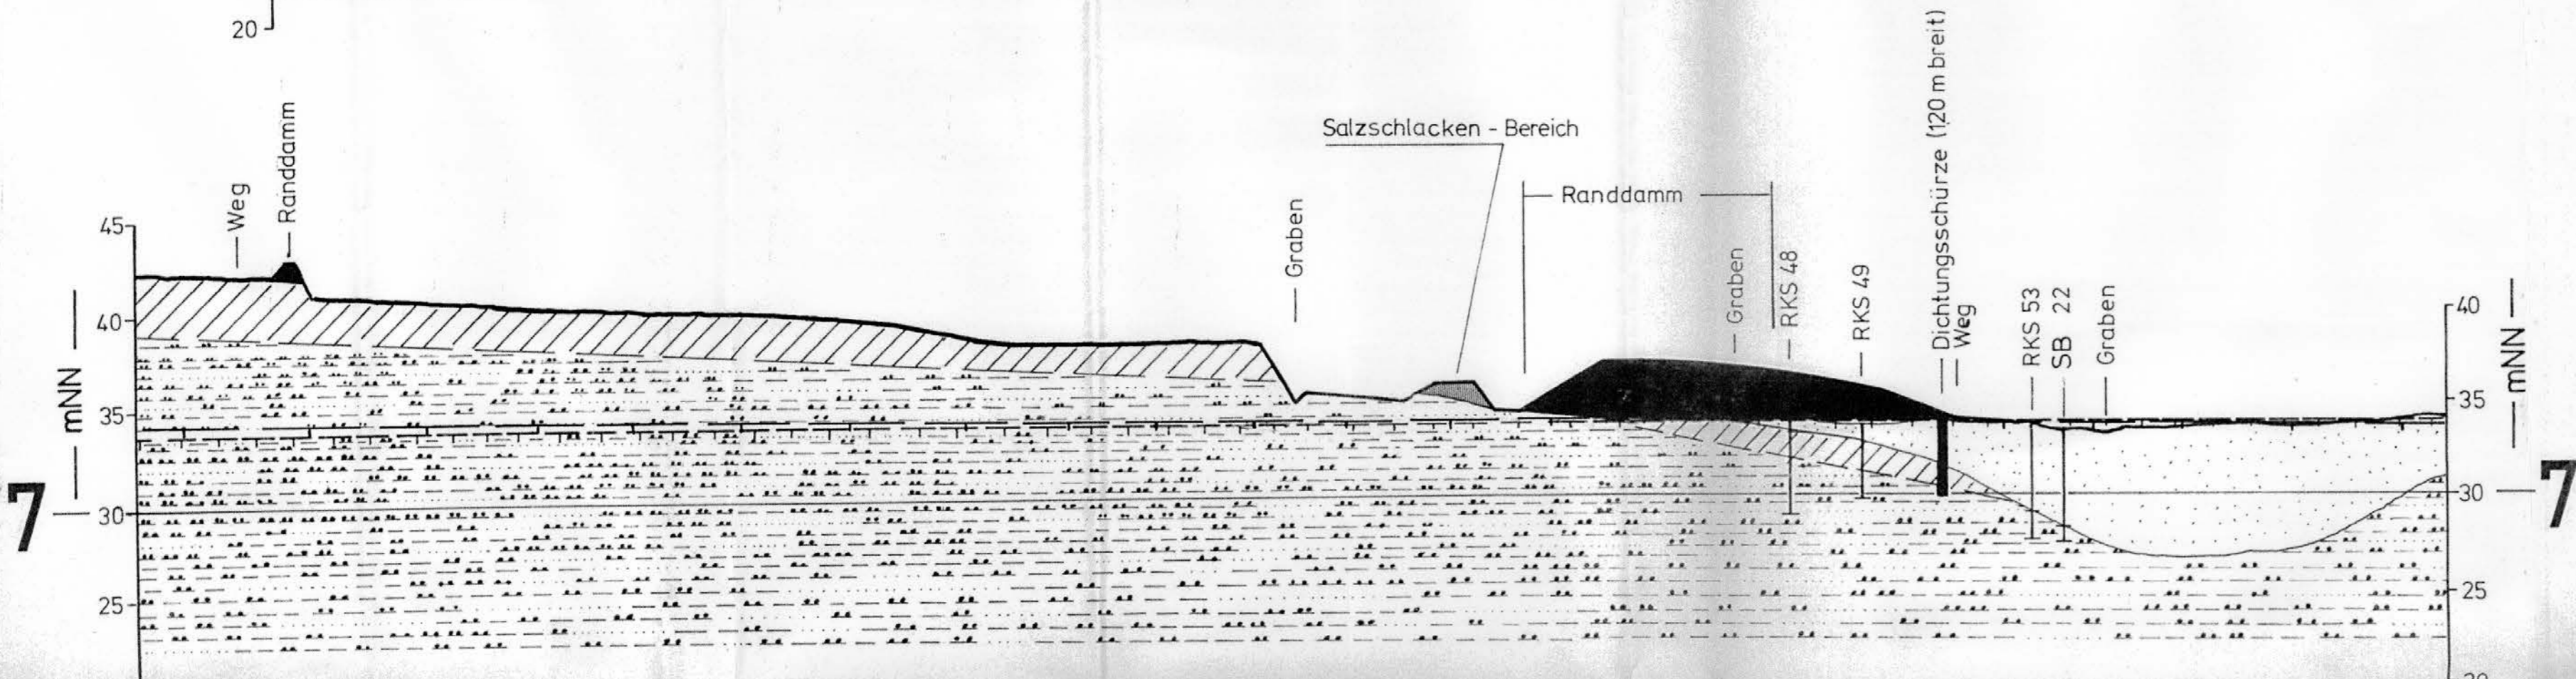 20
Salzschlacken - Bereich
Weg
Randdamm
Graben
Randdamm
Graben
RKS 48
RKS 49
Dichtungsschürze (120 m breit)
Weg
RKS 53
SB 22
Graben
45
40
35
30
25
mNN
7
40
35
30
25
mNN
7